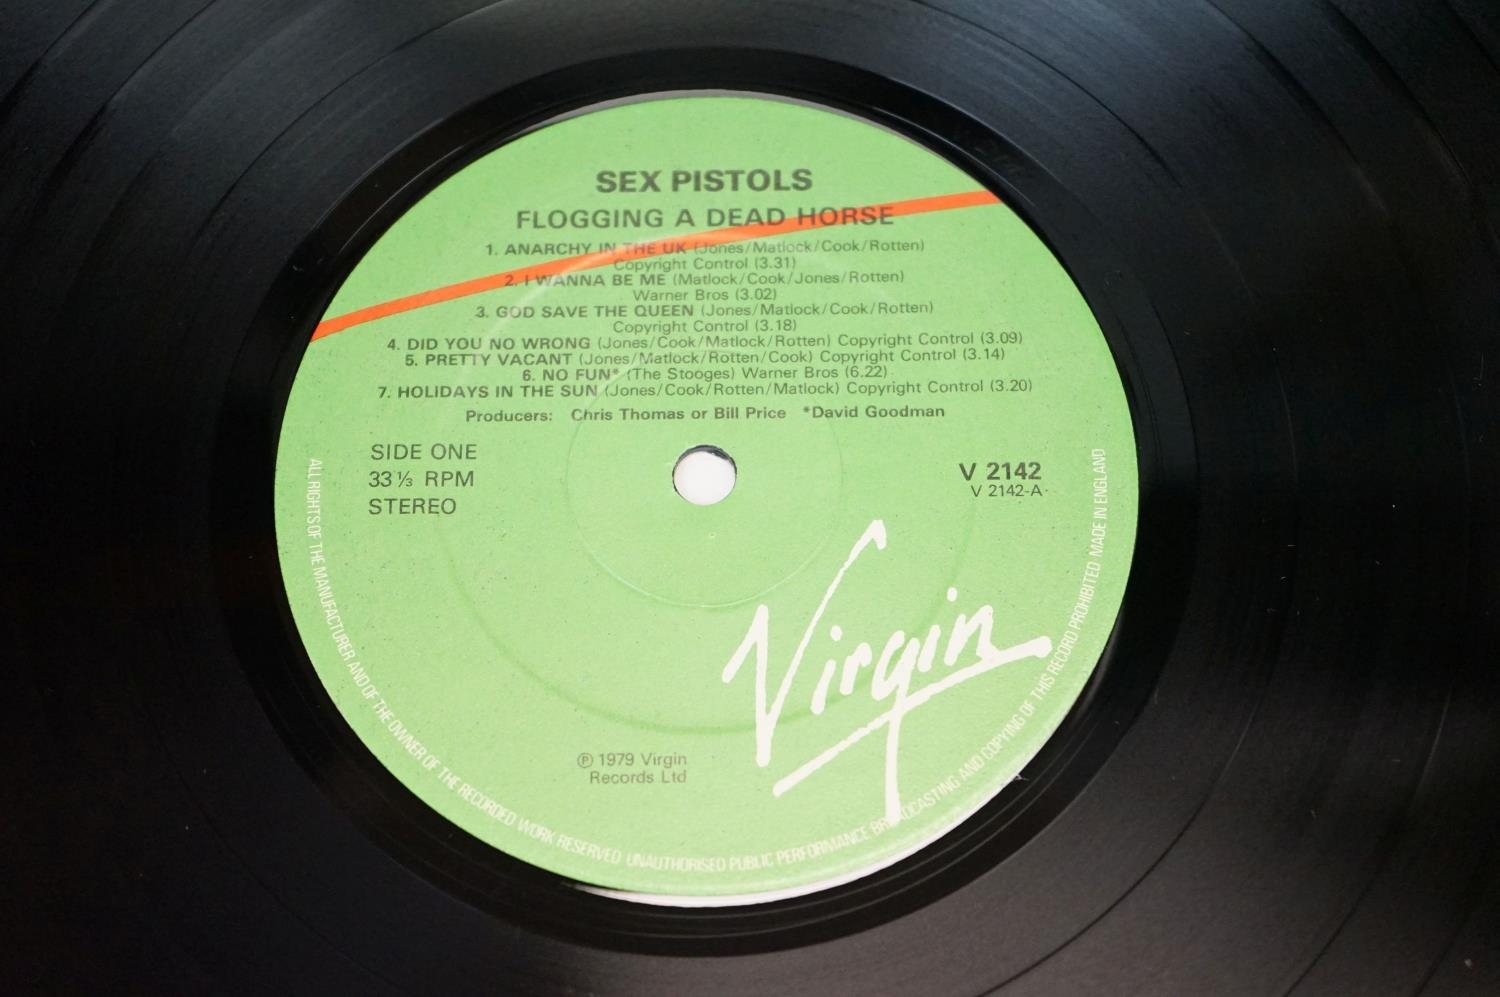 SEX PISTOLS
FLOGGING A DEAD HORSE
1. ANARCHY IN THE UK (Jones/Matlock/Cook/Rotten)
Copyright Control (3.31)
2. I WANNA BE ME (Matlock/Cook/Jones/Rotten)
Warner Bros (3.02)
3. GOD SAVE THE QUEEN (Jones/Matlock/Cook/Rotten)
Copyright Control (3.18)
4. DID YOU NO WRONG (Jones/Cook/Matlock/Rotten) Copyright Control (3.09)
5. PRETTY VACANT (Jones/Matlock/Rotten/Cook) Copyright Control (3.14)
6. NO FUN* (The Stooges) Warner Bros (6.22)
7. HOLIDAYS IN THE SUN (Jones/Cook/Rotten/Matlock) Copyright Control (3.20)
Producers: Chris Thomas or Bill Price *David Goodman
SIDE ONE
33⅓ RPM
STEREO
V 2142
V 2142-A
Virgin
℗ 1979 Virgin
Records Ltd
ALL RIGHTS OF THE MANUFACTURER AND OF THE OWNER OF THE RECORDED WORK RESERVED UNAUTHORISED PUBLIC PERFORMANCE BROADCASTING AND COPYING OF THIS RECORD PROHIBITED MADE IN ENGLAND